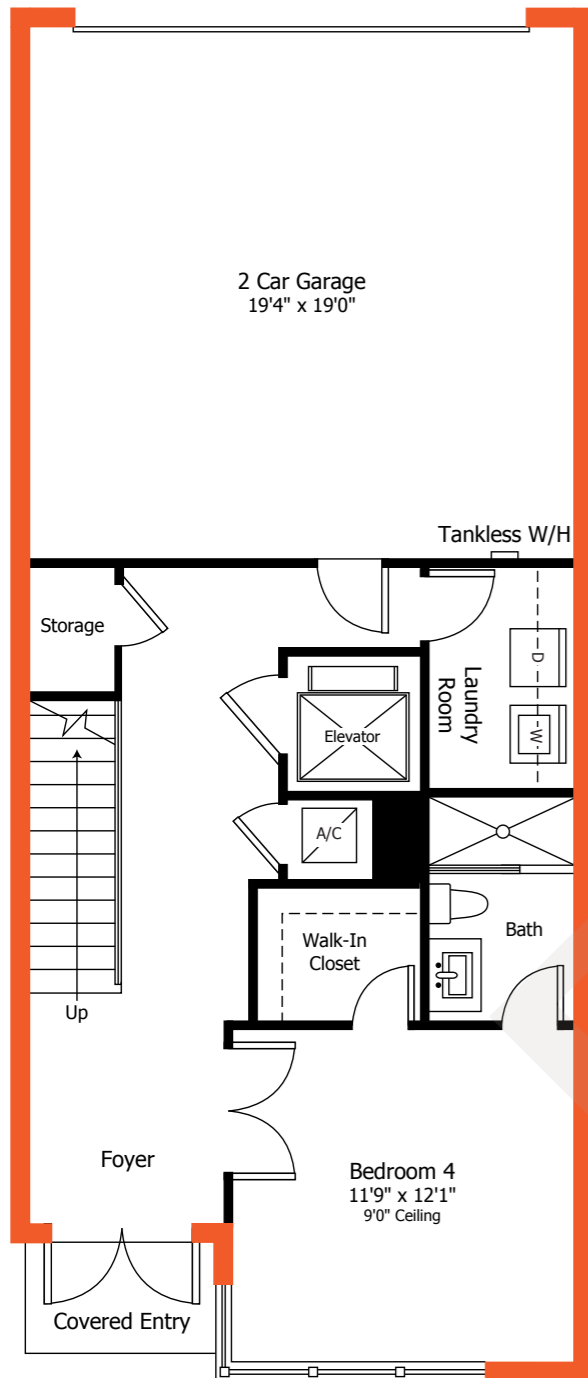 2 Car Garage
19'4" x 19'0"
Tankless W/H
Storage
Laundry
Room
D
W
Elevator
A/C
Walk-In
Closet
Bath
Up
Foyer
Bedroom 4
11'9" x 12'1"
9'0" Ceiling
Covered Entry